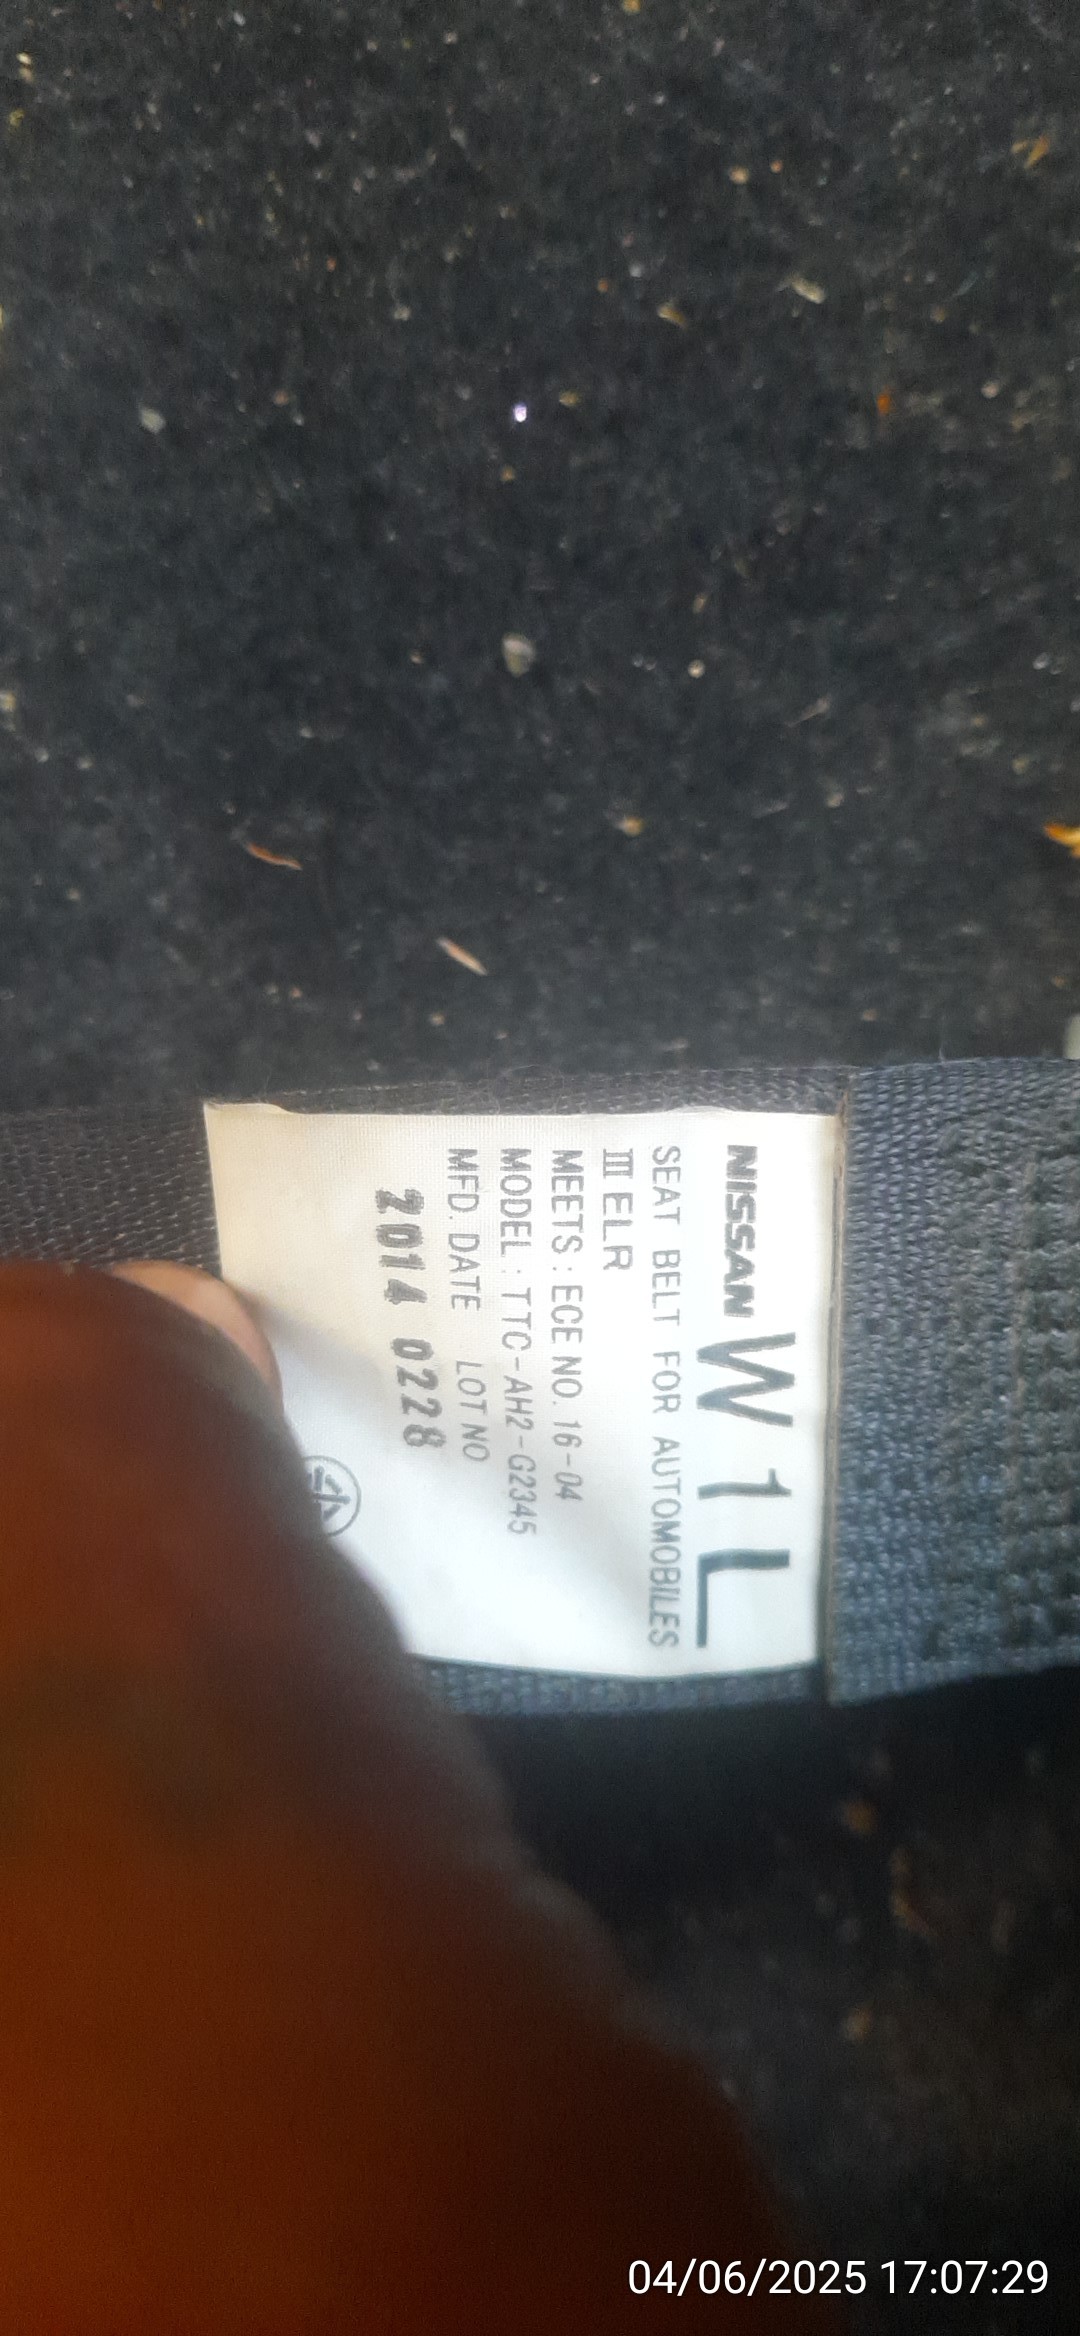 NISSAN W 1 L
SEAT BELT FOR AUTOMOBILES
III ELR
MEETS : ECE NO. 16-04
MODEL : TTC-AH2-G2345
MFD. DATE LOT NO
2014 0228
04/06/2025 17:07:29